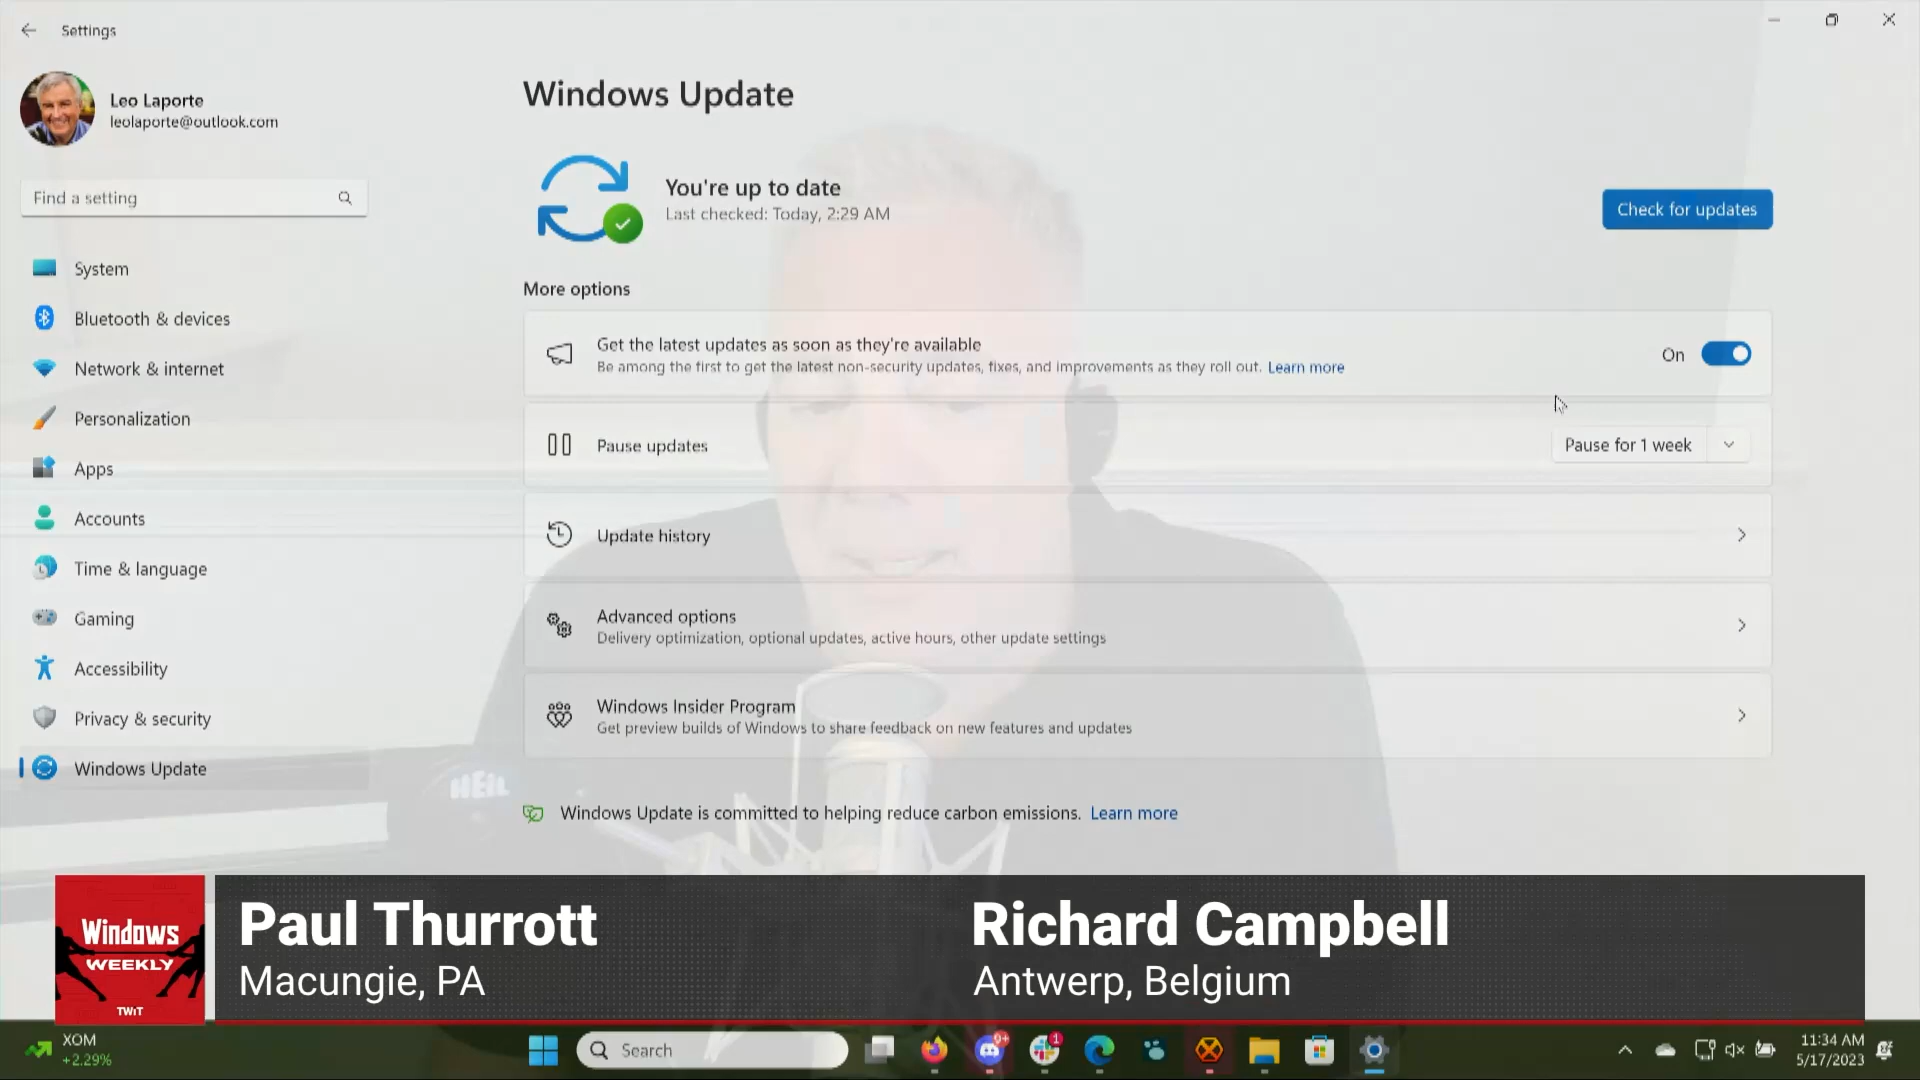 Settings
Leo Laporte
leolaporte@outlook.com
Find a setting
System
Bluetooth & devices
Network & internet
Personalization
Apps
Accounts
Time & language
Gaming
Accessibility
Privacy & security
Windows Update
Windows Update
You're up to date
Last checked: Today, 2:29 AM
Check for updates
More options
Get the latest updates as soon as they're available
Be among the first to get the latest non-security updates, fixes, and improvements as they roll out. Learn more
On
Pause updates
Pause for 1 week
Update history
Advanced options
Delivery optimization, optional updates, active hours, other update settings
Windows Insider Program
Get preview builds of Windows to share feedback on new features and updates
HEIL
Windows Update is committed to helping reduce carbon emissions. Learn more
Windows
WEEKLY
TWiT
Paul Thurrott
Macungie, PA
Richard Campbell
Antwerp, Belgium
XOM
+2.29%
Search
9+
1
11:34 AM
5/17/2023